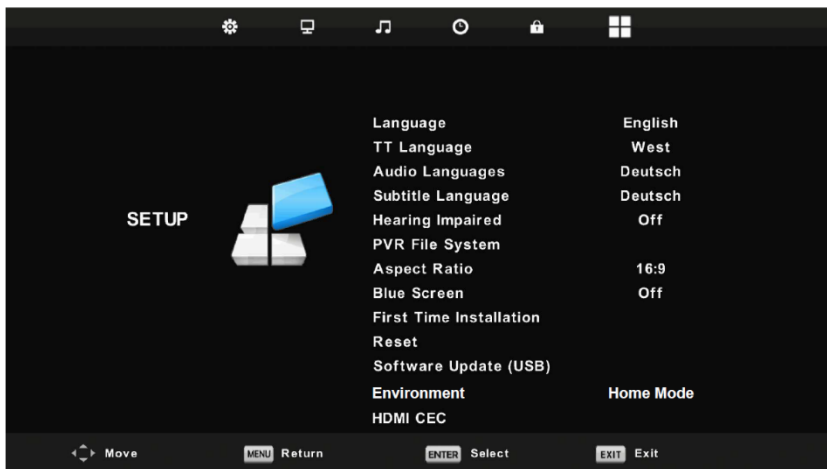 Language English
TT Language West
Audio Languages Deutsch
Subtitle Language Deutsch
SETUP
Hearing Impaired Off
PVR File System
Aspect Ratio 16:9
Blue Screen Off
First Time Installation
Reset
Software Update (USB)
Environment Home Mode
HDMI CEC
Move MENU Return ENTER Select EXIT Exit